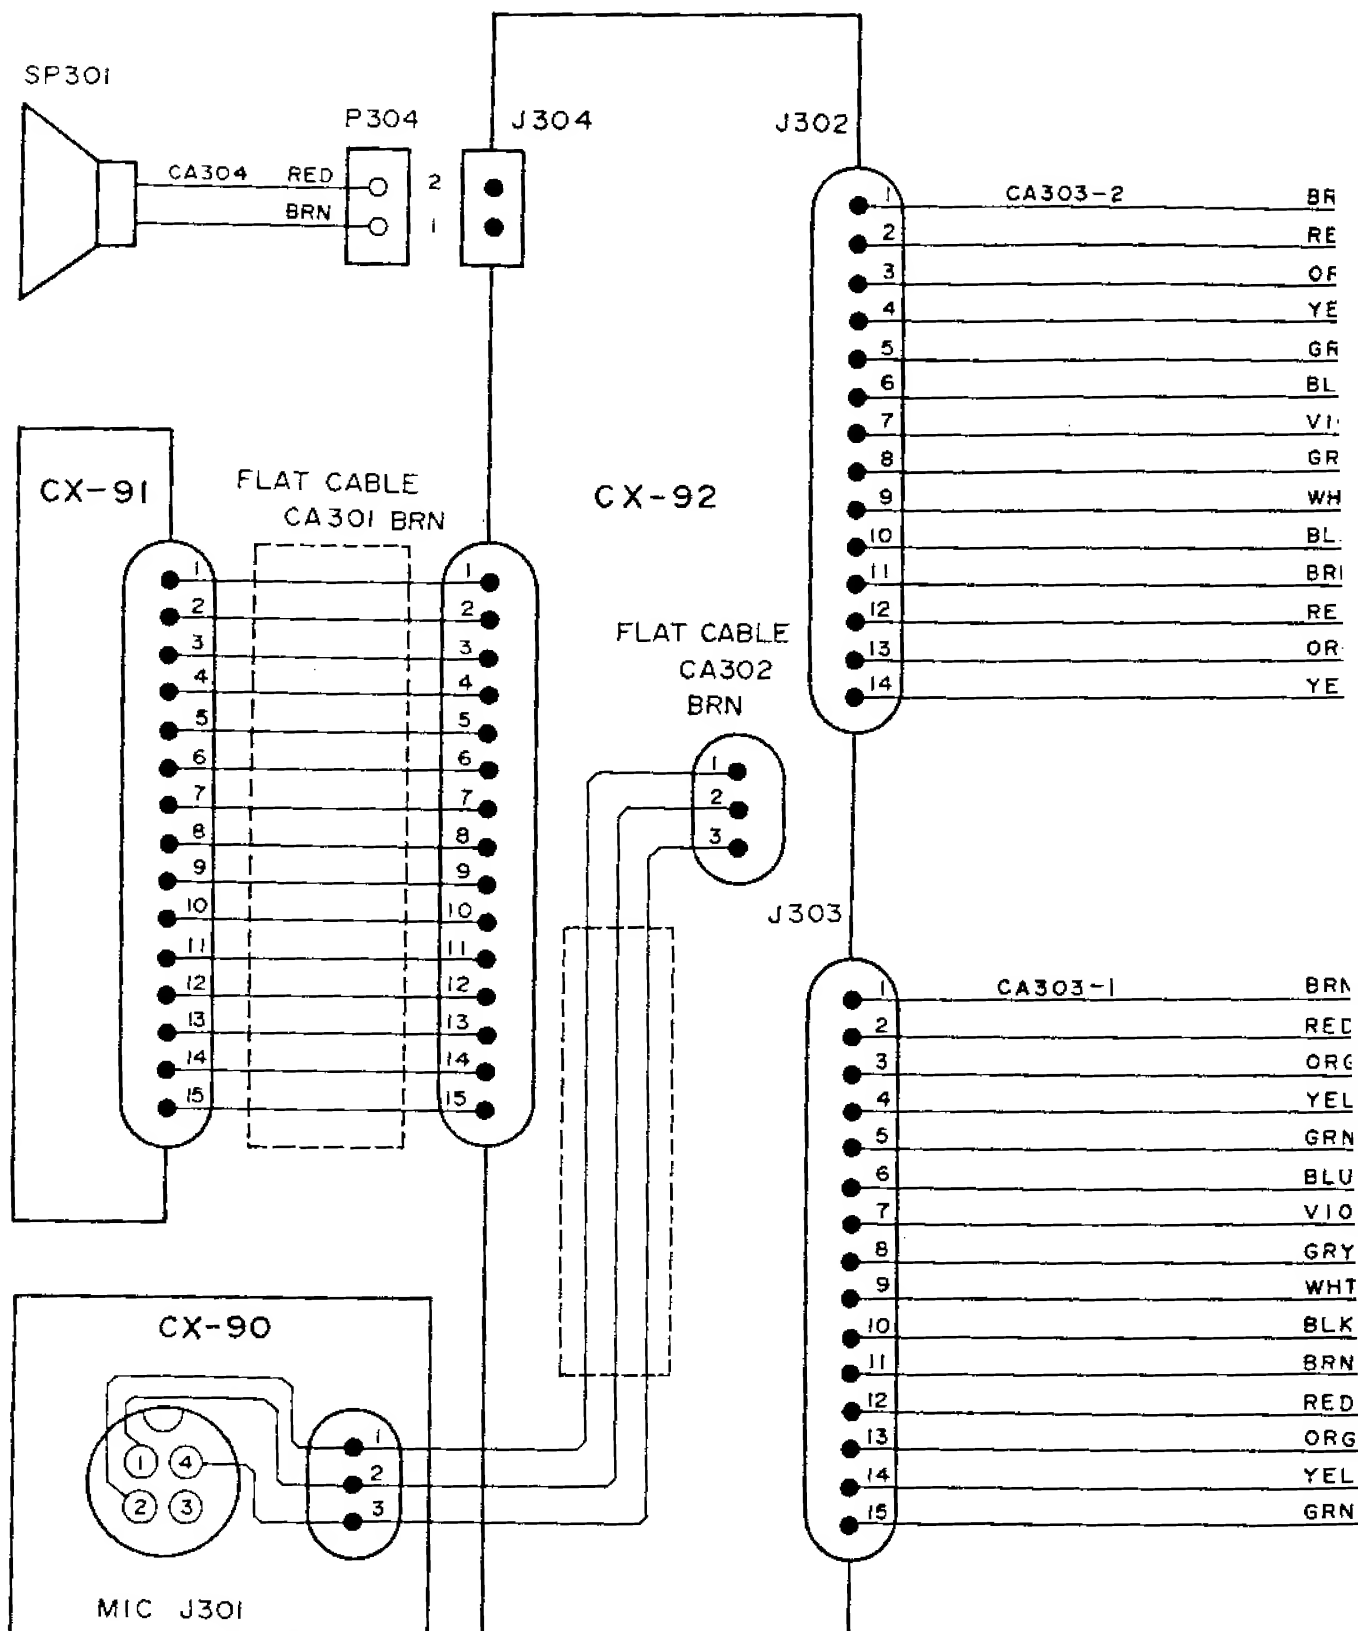 SP301
P304
J304
J302
CA304 RED
BRN
2
1
1 CA303-2 BR
2 RE
3 OR
4 YE
5 GR
6 BL
7 VI
8 GR
9 WH
10 BL
11 BR
12 RE
13 OR
14 YE
CX-91
FLAT CABLE
CA301 BRN
CX-92
1 1
2 2
3 3
4 4
5 5
6 6
7 7
8 8
9 9
10 10
11 11
12 12
13 13
14 14
15 15
FLAT CABLE
CA302
BRN
1
2
3
J303
1 CA303-1 BRN
2 RED
3 ORG
4 YEL
5 GRN
6 BLU
7 VIO
8 GRY
9 WHT
10 BLK
11 BRN
12 RED
13 ORG
14 YEL
15 GRN
CX-90
1 4
2 3
1
2
3
MIC J301